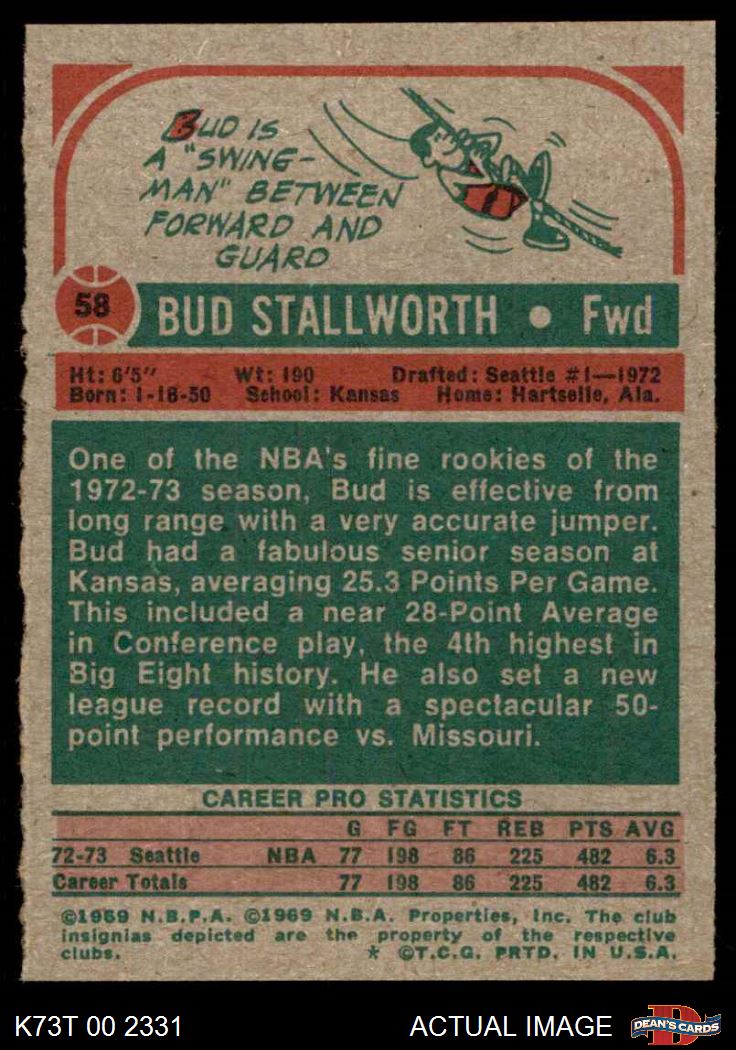 BUD IS
A "SWING-
MAN" BETWEEN
FORWARD AND
GUARD
58
BUD STALLWORTH • Fwd
Ht: 6'5" Wt: 190 Drafted: Seattle #1—1972
Born: 1-18-50 School: Kansas Home: Hartselle, Ala.
One of the NBA's fine rookies of the
1972-73 season, Bud is effective from
long range with a very accurate jumper.
Bud had a fabulous senior season at
Kansas, averaging 25.3 Points Per Game.
This included a near 28-Point Average
in Conference play, the 4th highest in
Big Eight history. He also set a new
league record with a spectacular 50-
point performance vs. Missouri.
CAREER PRO STATISTICS
G FG FT REB PTS AVG
72-73 Seattle NBA 77 198 86 225 482 6.3
Career Totals 77 198 86 225 482 6.3
©1969 N.B.P.A. ©1969 N.B.A. Properties, Inc. The club
insignias depicted are the property of the respective
clubs. * ©T.C.G. PRTD. IN U.S.A.
K73T 00 2331 ACTUAL IMAGE
DEAN'S CARDS